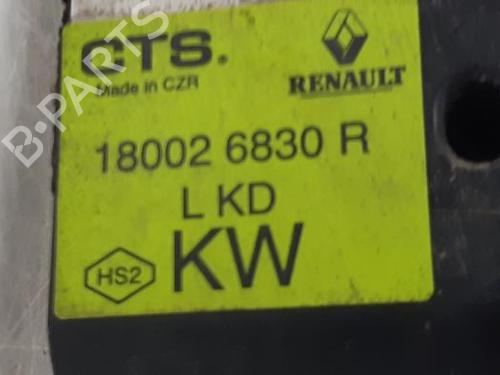 CTS.
Made in CZR
RENAULT
18002 6830 R
L KD
HS2
KW
B-PARTS